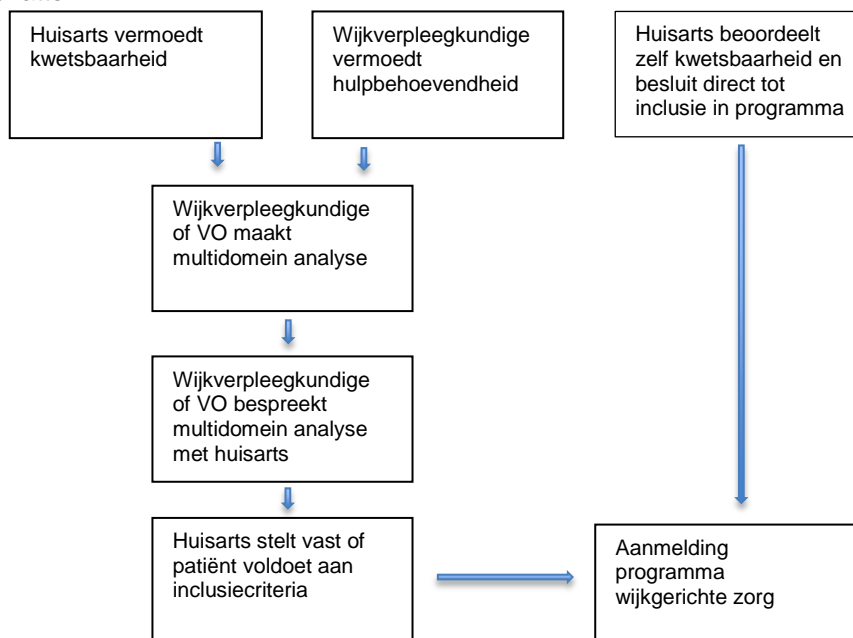 Huisarts vermoedt
kwetsbaarheid
Wijkverpleegkundige
vermoedt
hulpbehoevendheid
Huisarts beoordeelt
zelf kwetsbaarheid en
besluit direct tot
inclusie in programma
Wijkverpleegkundige
of VO maakt
multidomein analyse
Wijkverpleegkundige
of VO bespreekt
multidomein analyse
met huisarts
Huisarts stelt vast of
patiënt voldoet aan
inclusiecriteria
Aanmelding
programma
wijkgerichte zorg